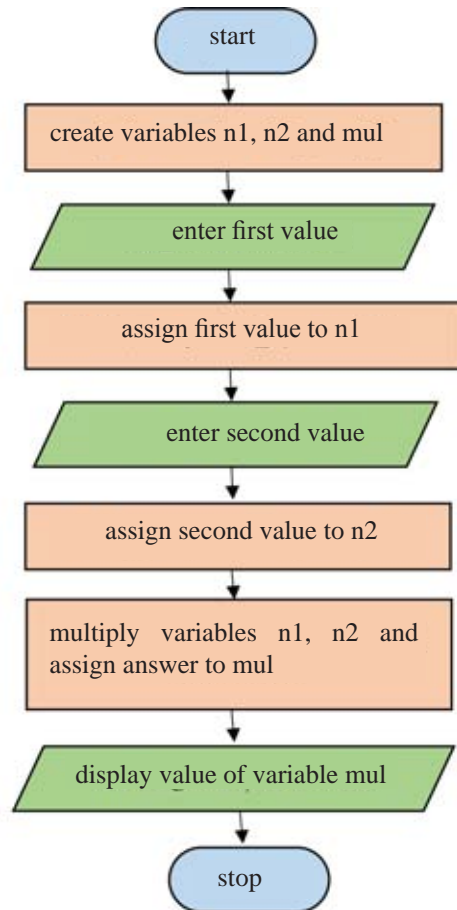 start
create variables n1, n2 and mul
enter first value
assign first value to n1
enter second value
assign second value to n2
multiply variables n1, n2 and
assign answer to mul
display value of variable mul
stop